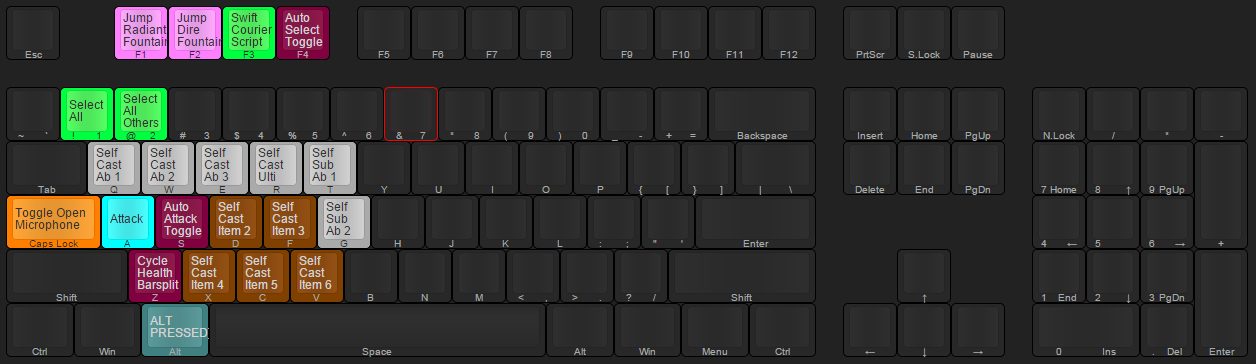 Jump Radiant Fountain
Jump Dire Fountain
Swift Courier Script
Auto Select Toggle
Esc F1 F2 F3 F4 F5 F6 F7 F8 F9 F10 F11 F12 PrtScr S.Lock Pause
Select All
Select All Others
~ ` ! 1 @ 2 # 3 $ 4 % 5 ^ 6 & 7 * 8 ( 9 ) 0 _ - + = Backspace Insert Home PgUp N.Lock / * -
Self Cast Ab 1
Self Cast Ab 2
Self Cast Ab 3
Self Cast Ulti
Self Sub Ab 1
Tab Q W E R T Y U I O P { [ } ] | \ Delete End PgDn 7 Home 8 ↑ 9 PgUp
Toggle Open Microphone
Attack
Auto Attack Toggle
Self Cast Item 2
Self Cast Item 3
Self Sub Ab 2
Caps Lock A S D F G H J K L : ; " ' Enter 4 ← 5 6 → +
Cycle Health Barsplit
Self Cast Item 4
Self Cast Item 5
Self Cast Item 6
Shift Z X C V B N M < , > . ? / Shift ↑ 1 End 2 ↓ 3 PgDn
ALT PRESSED
Ctrl Win Alt Space Alt Win Menu Ctrl ← ↓ → 0 Ins . Del Enter